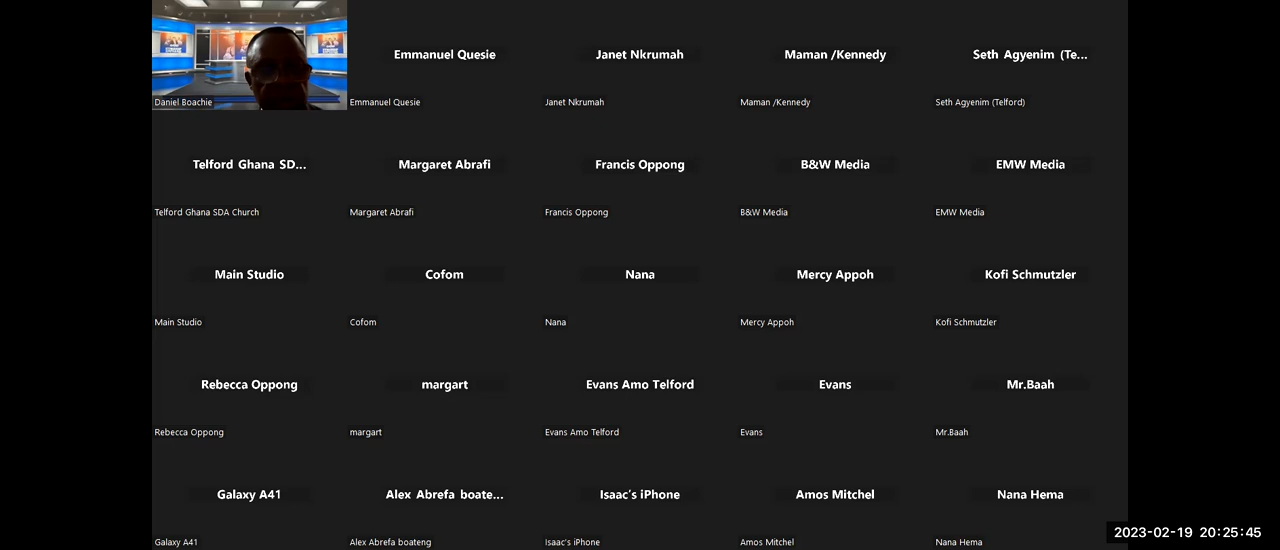 Emmanuel Quesie
Janet Nkrumah
Maman /Kennedy
Seth Agyenim (Te...
Daniel Boachie
Emmanuel Quesie
Janet Nkrumah
Maman /Kennedy
Seth Agyenim (Telford)
Telford Ghana SD...
Margaret Abrafi
Francis Oppong
B&W Media
EMW Media
Telford Ghana SDA Church
Margaret Abrafi
Francis Oppong
B&W Media
EMW Media
Main Studio
Cofom
Nana
Mercy Appoh
Kofi Schmutzler
Main Studio
Cofom
Nana
Mercy Appoh
Kofi Schmutzler
Rebecca Oppong
margart
Evans Amo Telford
Evans
Mr.Baah
Rebecca Oppong
margart
Evans Amo Telford
Evans
Mr.Baah
Galaxy A41
Alex Abrefa boate...
Isaac's iPhone
Amos Mitchel
Nana Hema
Galaxy A41
Alex Abrefa boateng
Isaac's iPhone
Amos Mitchel
Nana Hema
2023-02-19 20:25:45